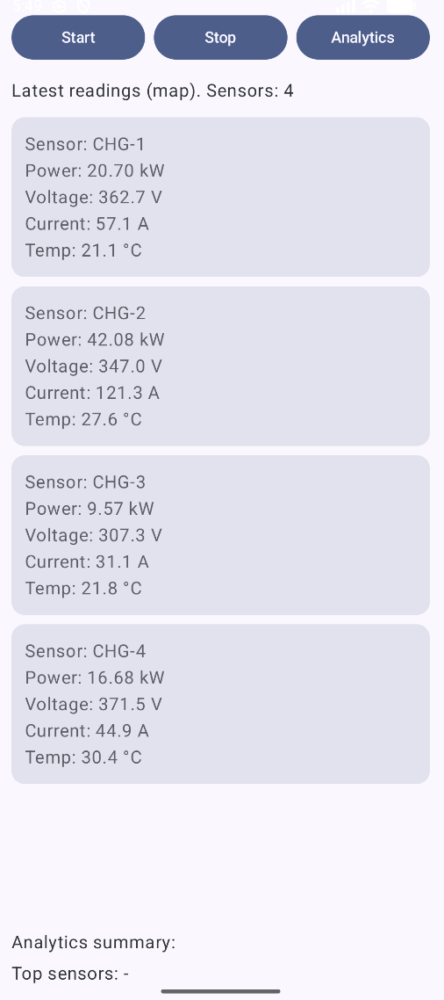 5:49
Start Stop Analytics
Latest readings (map). Sensors: 4
Sensor: CHG-1
Power: 20.70 kW
Voltage: 362.7 V
Current: 57.1 A
Temp: 21.1 °C
Sensor: CHG-2
Power: 42.08 kW
Voltage: 347.0 V
Current: 121.3 A
Temp: 27.6 °C
Sensor: CHG-3
Power: 9.57 kW
Voltage: 307.3 V
Current: 31.1 A
Temp: 21.8 °C
Sensor: CHG-4
Power: 16.68 kW
Voltage: 371.5 V
Current: 44.9 A
Temp: 30.4 °C
Analytics summary:
Top sensors: -